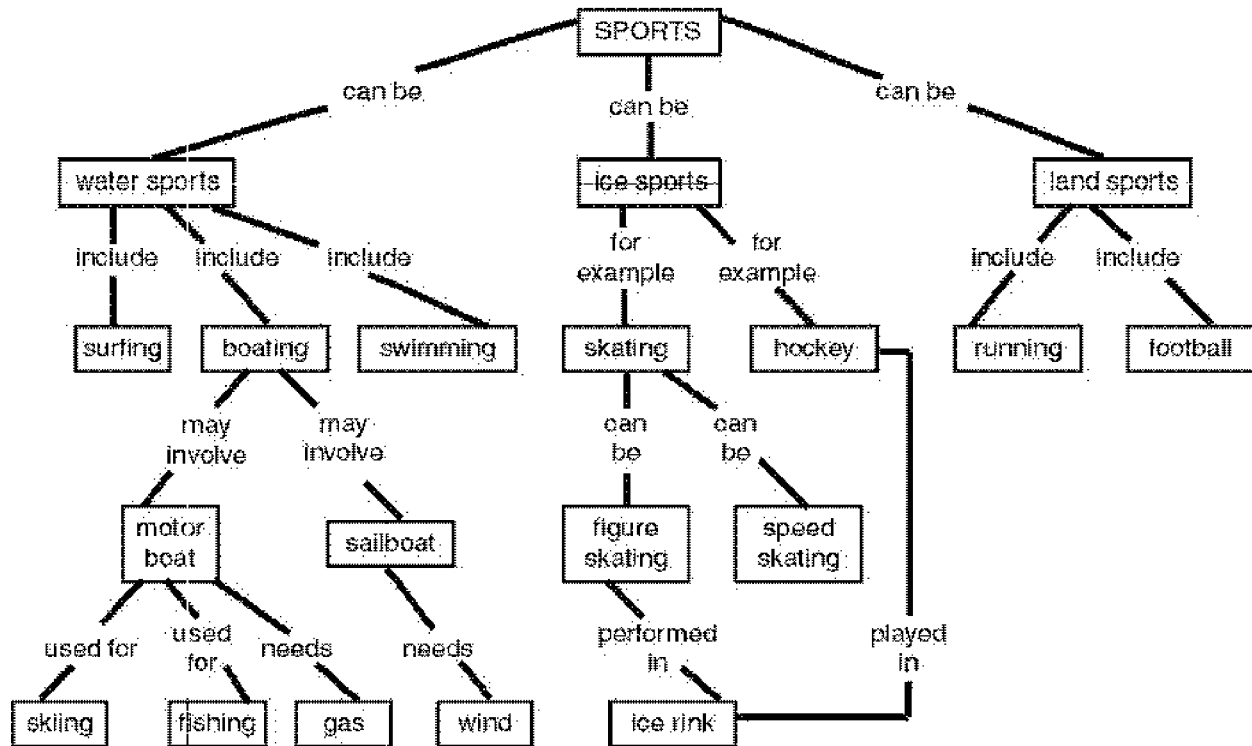 SPORTS
can be
can be
can be
water sports
ice sports
land sports
include
include
include
for
example
for
example
include
include
surfing
boating
swimming
skating
hockey
running
football
may
involve
may
involve
can
be
can
be
motor
boat
sailboat
figure
skating
speed
skating
used for
used
for
needs
needs
performed
in
played
in
skiing
fishing
gas
wind
ice rink